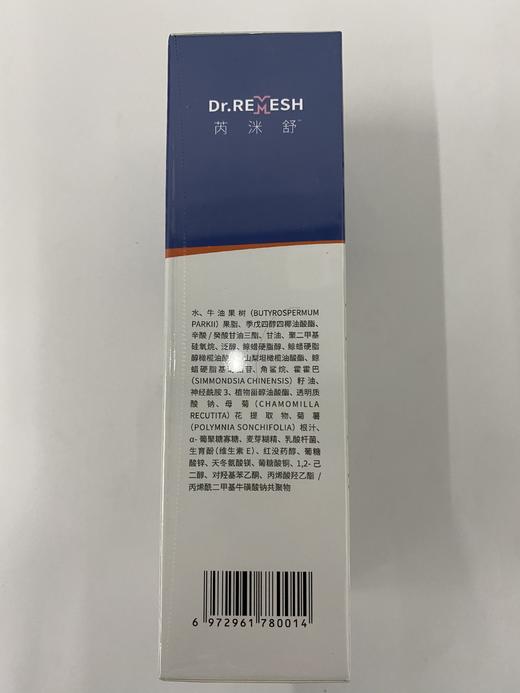 Dr.REMESH
芮洣舒™
水、牛油果树（BUTYROSPERMUM
PARKII）果脂、季戊四醇四椰油酸酯、
辛酸/癸酸甘油三酯、甘油、聚二甲基
硅氧烷、泛醇、鲸蜡硬脂醇、鲸蜡硬脂
醇橄榄油酸 山梨坦橄榄油酸酯、鲸
蜡硬脂基 苷、角鲨烷、霍霍巴
（SIMMONDSIA CHINENSIS）籽油、
神经酰胺3、植物甾醇油酸酯、透明质
酸钠、母菊（CHAMOMILLA
RECUTITA）花提取物、菊薯
（POLYMNIA SONCHIFOLIA）根汁、
α-葡聚糖寡糖、麦芽糊精、乳酸杆菌、
生育酚（维生素E）、红没药醇、葡糖
酸锌、天冬氨酸镁、葡糖酸铜、1,2-己
二醇、对羟基苯乙酮、丙烯酸羟乙酯/
丙烯酰二甲基牛磺酸钠共聚物
6 972961 780014